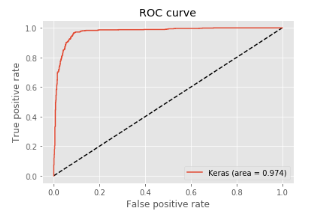 ROC curve
True positive rate
1.0
0.8
0.6
0.4
0.2
0.0
Keras (area = 0.974)
0.0 0.2 0.4 0.6 0.8 1.0
False positive rate